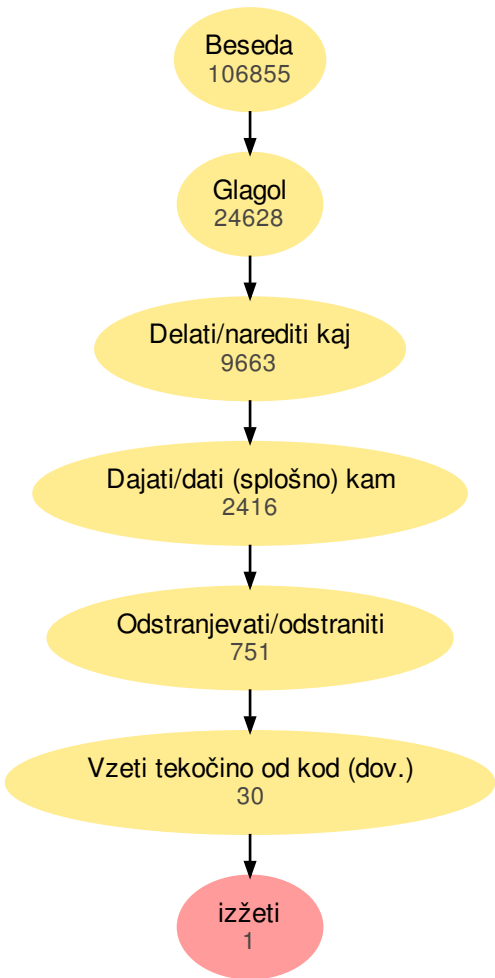 Beseda
106855
Glagol
24628
Delati/narediti kaj
9663
Dajati/dati (splošno) kam
2416
Odstranjevati/odstraniti
751
Vzeti tekočino od kod (dov.)
30
izžeti
1